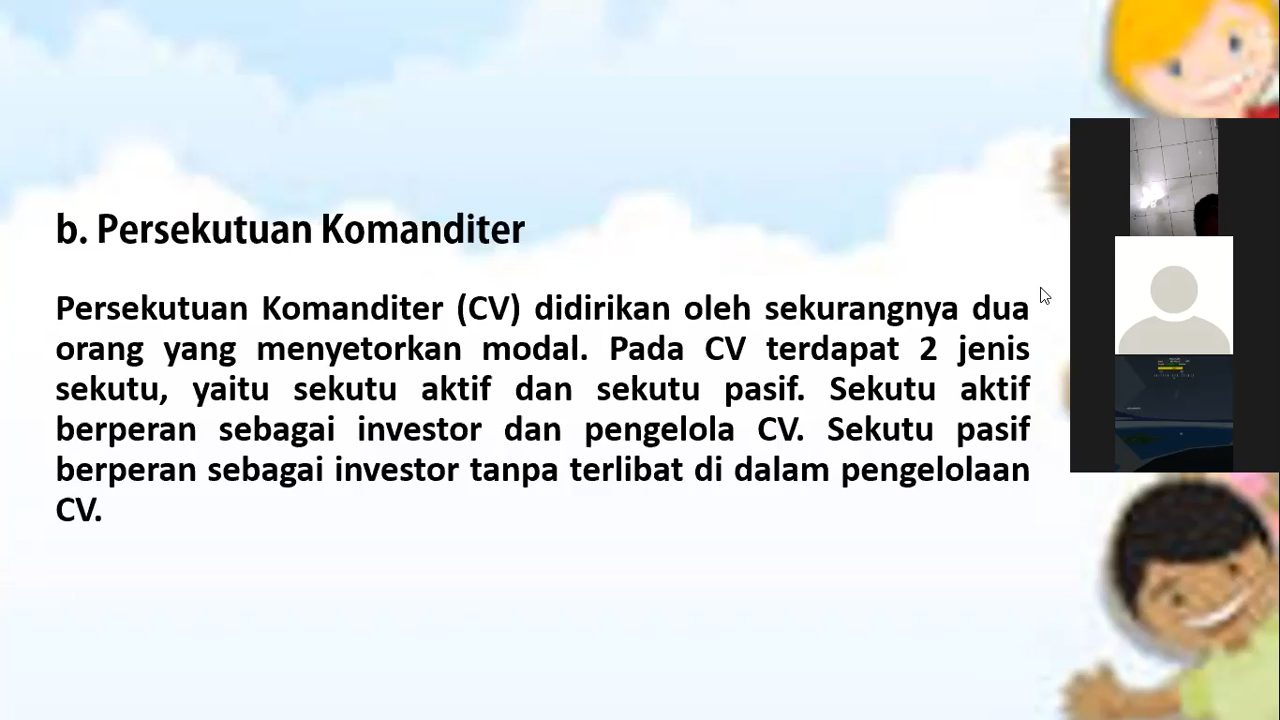 b. Persekutuan Komanditer
Persekutuan Komanditer (CV) didirikan oleh sekurangnya dua
orang yang menyetorkan modal. Pada CV terdapat 2 jenis
sekutu, yaitu sekutu aktif dan sekutu pasif. Sekutu aktif
berperan sebagai investor dan pengelola CV. Sekutu pasif
berperan sebagai investor tanpa terlibat di dalam pengelolaan
CV.